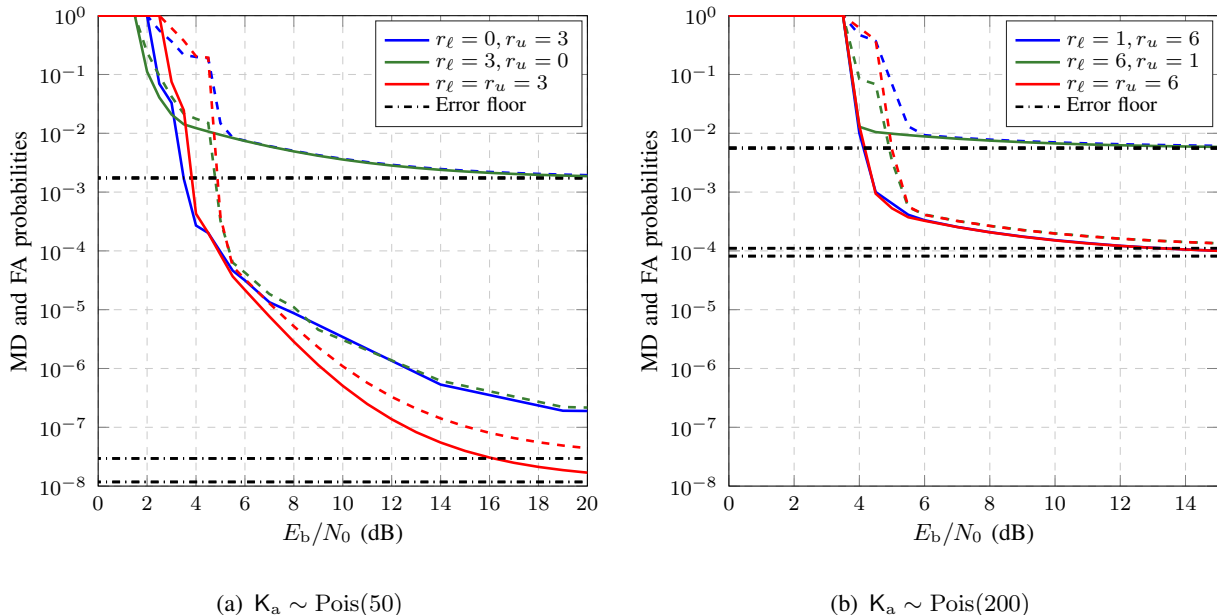 10⁰
10⁻¹
10⁻²
10⁻³
10⁻⁴
10⁻⁵
10⁻⁶
10⁻⁷
10⁻⁸
MD and FA probabilities
r_ℓ = 0, r_u = 3
r_ℓ = 3, r_u = 0
r_ℓ = r_u = 3
Error floor
0 2 4 6 8 10 12 14 16 18 20
E_b/N_0 (dB)
(a) K_a ∼ Pois(50)
10⁰
10⁻¹
10⁻²
10⁻³
10⁻⁴
10⁻⁵
10⁻⁶
10⁻⁷
10⁻⁸
MD and FA probabilities
r_ℓ = 1, r_u = 6
r_ℓ = 6, r_u = 1
r_ℓ = r_u = 6
Error floor
0 2 4 6 8 10 12 14
E_b/N_0 (dB)
(b) K_a ∼ Pois(200)